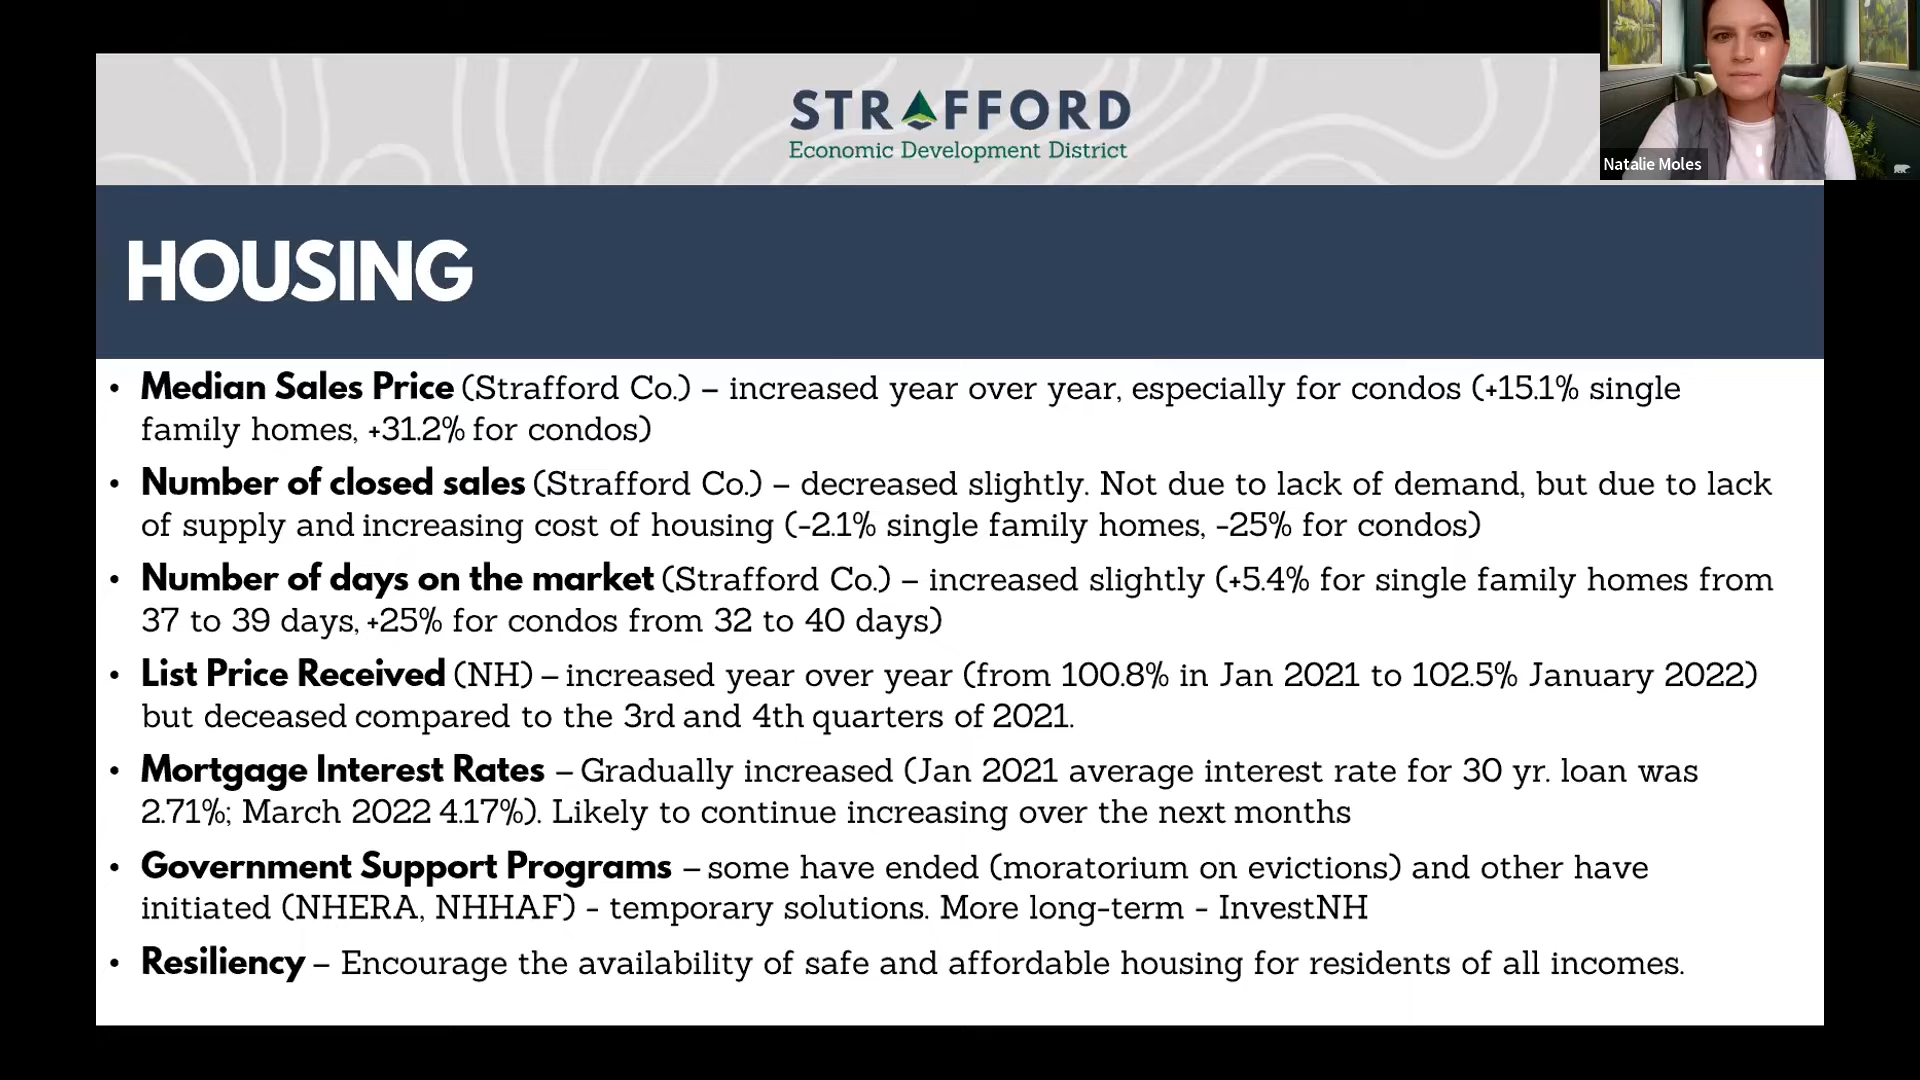 STRAFFORD
Economic Development District
Natalie Moles
HOUSING
• Median Sales Price (Strafford Co.) – increased year over year, especially for condos (+15.1% single
family homes, +31.2% for condos)
• Number of closed sales (Strafford Co.) – decreased slightly. Not due to lack of demand, but due to lack
of supply and increasing cost of housing (-2.1% single family homes, -25% for condos)
• Number of days on the market (Strafford Co.) – increased slightly (+5.4% for single family homes from
37 to 39 days, +25% for condos from 32 to 40 days)
• List Price Received (NH) – increased year over year (from 100.8% in Jan 2021 to 102.5% January 2022)
but deceased compared to the 3rd and 4th quarters of 2021.
• Mortgage Interest Rates – Gradually increased (Jan 2021 average interest rate for 30 yr. loan was
2.71%; March 2022 4.17%). Likely to continue increasing over the next months
• Government Support Programs – some have ended (moratorium on evictions) and other have
initiated (NHERA, NHHAF) - temporary solutions. More long-term - InvestNH
• Resiliency – Encourage the availability of safe and affordable housing for residents of all incomes.